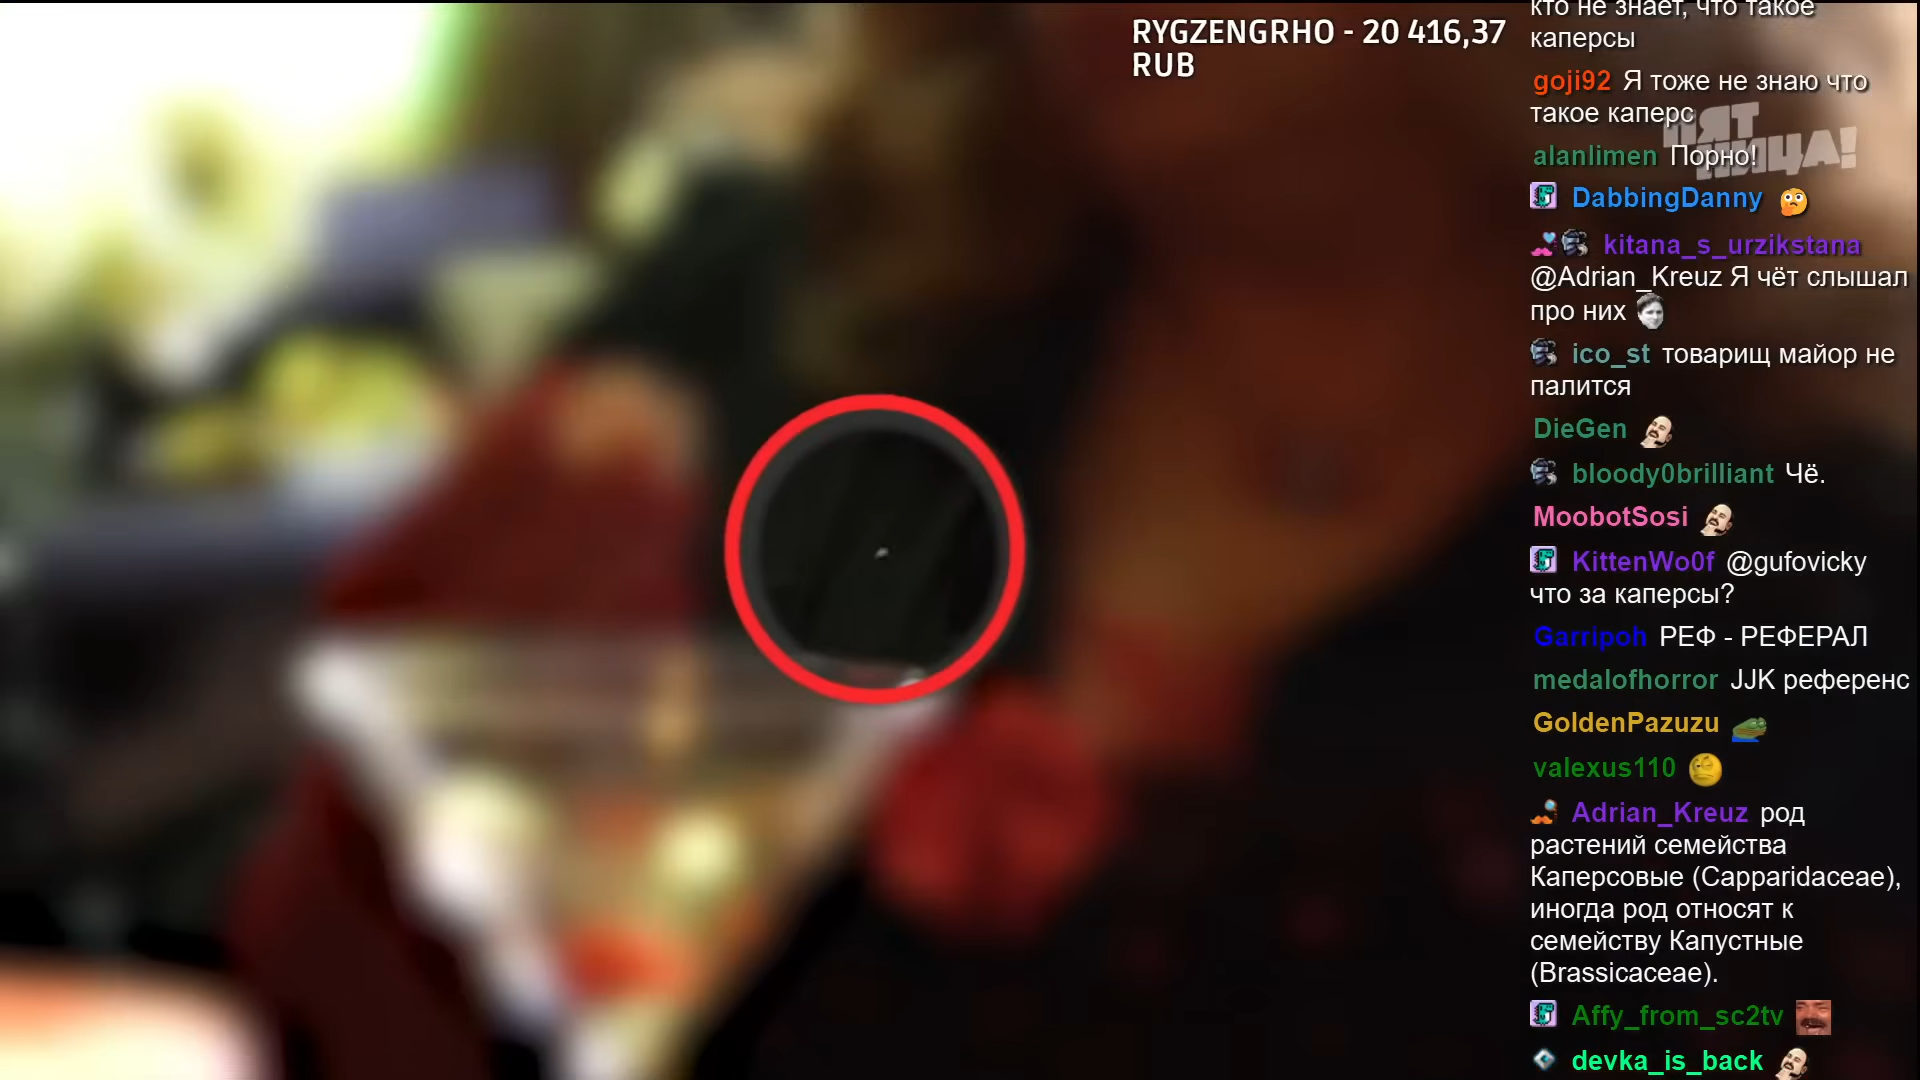 RYGZENGRHO - 20 416,37
RUB
кто не знает, что такое
каперсы
goji92 Я тоже не знаю что
такое каперс
ПЯТНИЦА!
alanlimen Порно!
DabbingDanny
kitana_s_urzikstana
@Adrian_Kreuz Я чёт слышал
про них
ico_st товарищ майор не
палится
DieGen
bloody0brilliant Чё.
MoobotSosi
KittenWo0f @gufovicky
что за каперсы?
Garripoh РЕФ - РЕФЕРАЛ
medalofhorror JJK референс
GoldenPazuzu
valexus110
Adrian_Kreuz род
растений семейства
Каперсовые (Capparidaceae),
иногда род относят к
семейству Капустные
(Brassicaceae).
Affy_from_sc2tv
devka_is_back